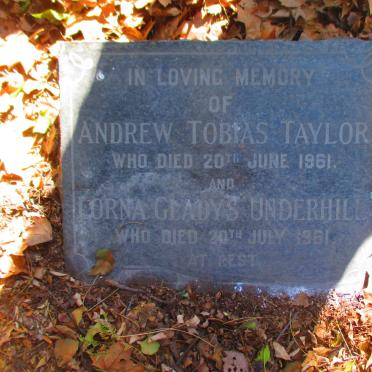 IN LOVING MEMORY
OF
ANDREW TOBIAS TAYLOR
WHO DIED 20TH JUNE 1961.
AND
LORNA GLADYS UNDERHILL
WHO DIED 20TH JULY 1961.
AT REST